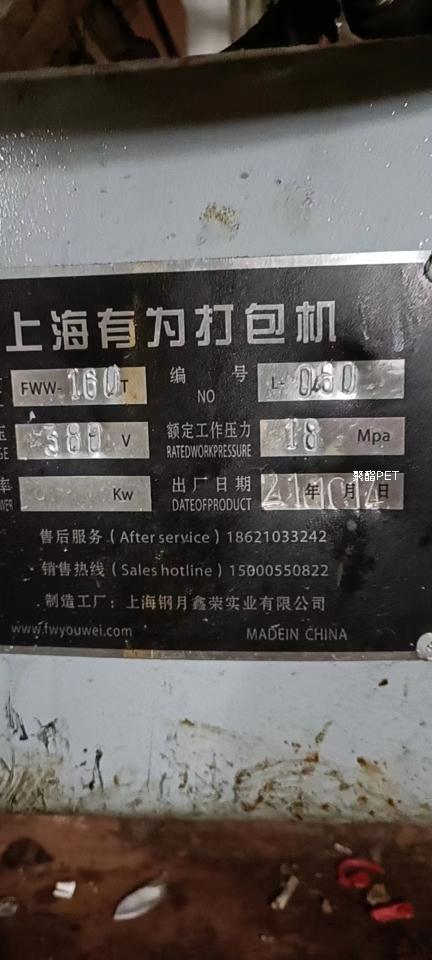 上海有为打包机
FWW-160T 编号 NO L-060
380 V 额定工作压力 RATEDWORKPRESSURE 18 Mpa
Kw 出厂日期 DATEOFPRODUCT 21年 月 日
聚酯PET
售后服务（After service）18621033242
销售热线（Sales hotline）15000550822
制造工厂：上海钢月鑫荣实业有限公司
www.fwyouwei.com MADEIN CHINA